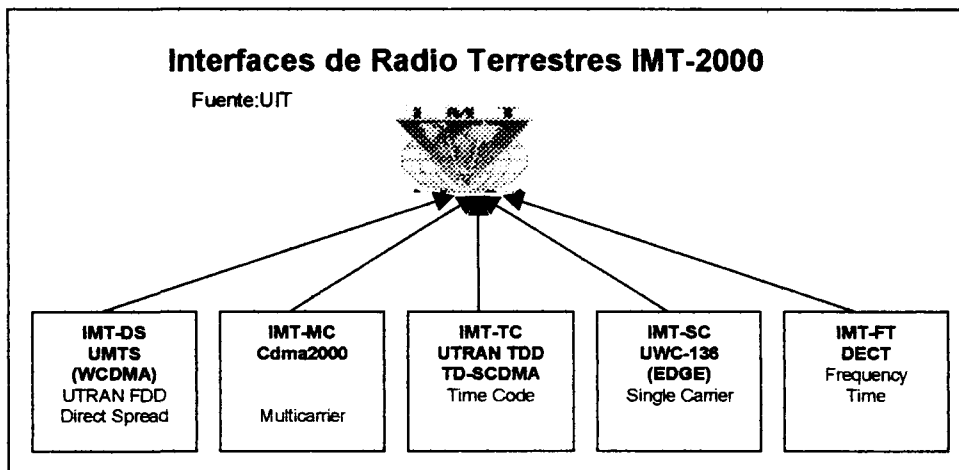 Interfaces de Radio Terrestres IMT-2000
Fuente:UIT
IMT-DS
UMTS
(WCDMA)
UTRAN FDD
Direct Spread
IMT-MC
Cdma2000
Multicarrier
IMT-TC
UTRAN TDD
TD-SCDMA
Time Code
IMT-SC
UWC-136
(EDGE)
Single Carrier
IMT-FT
DECT
Frequency
Time